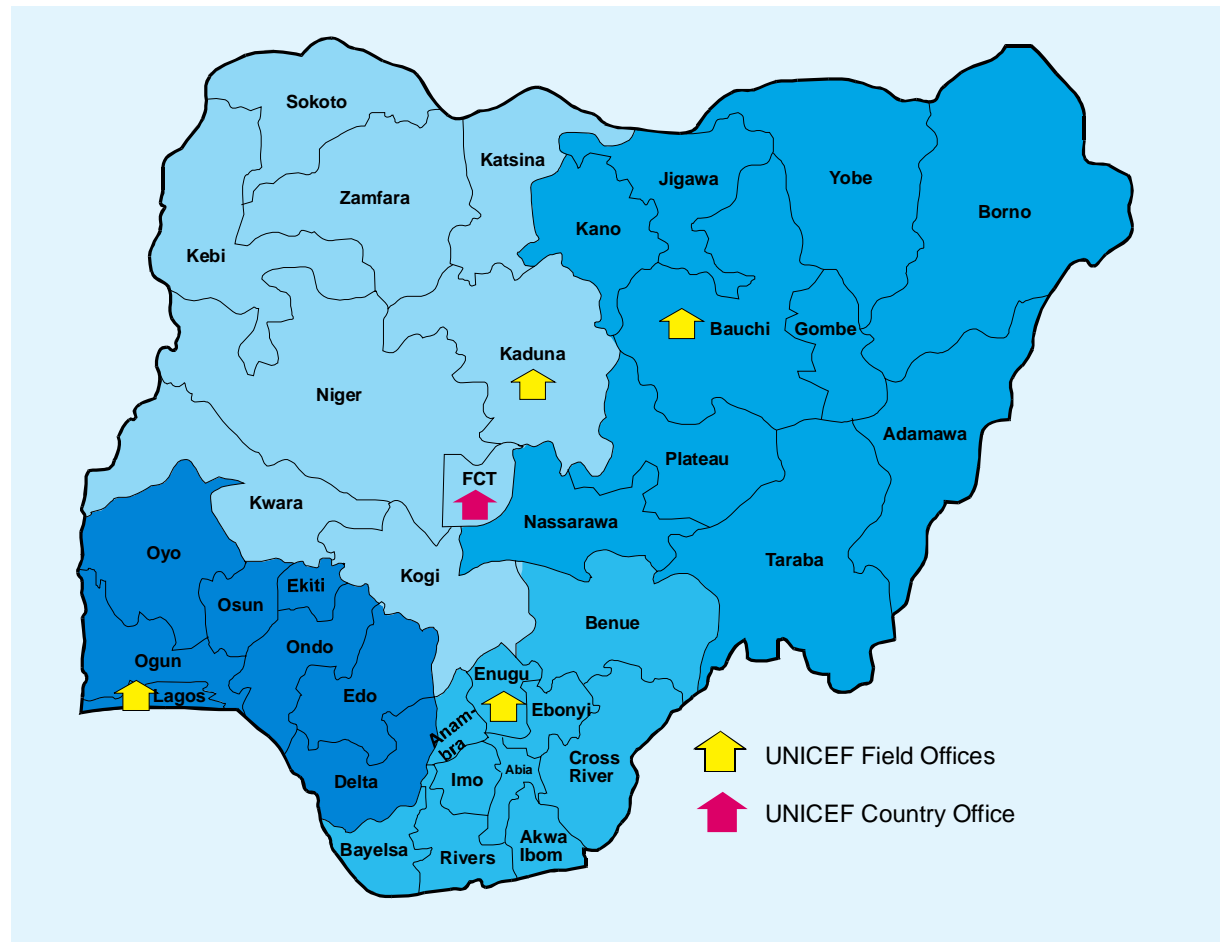 Sokoto
Katsina
Jigawa
Yobe
Zamfara
Borno
Kano
Kebi
Bauchi
Gombe
Kaduna
Niger
Adamawa
Plateau
FCT
Kwara
Nassarawa
Oyo
Taraba
Kogi
Ekiti
Osun
Benue
Ondo
Ogun
Enugu
Lagos
Edo
Ebonyi
Anam-
bra
Cross
River
Abia
Imo
Delta
Akwa
Ibom
Bayelsa
Rivers
UNICEF Field Offices
UNICEF Country Office